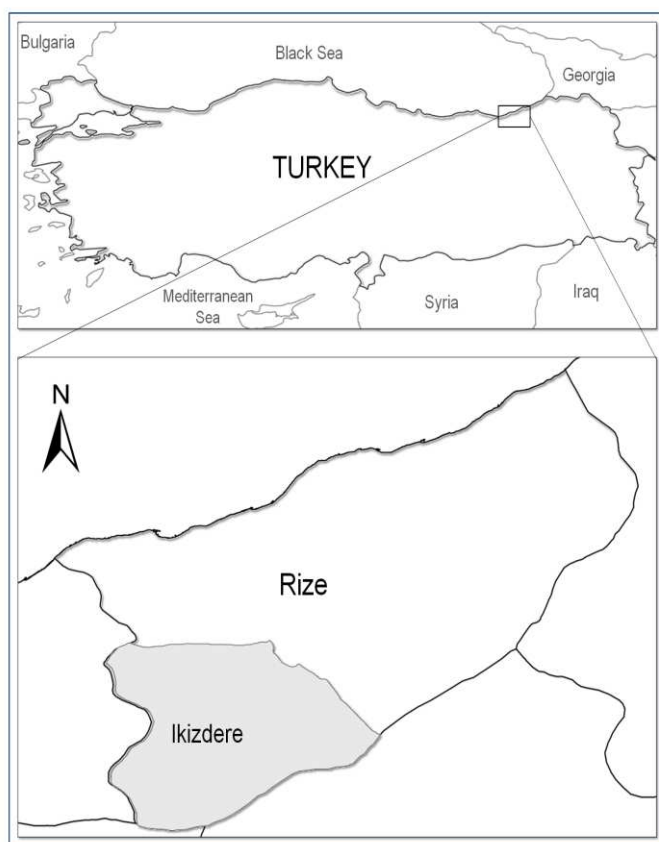 Bulgaria
Black Sea
Georgia
TURKEY
Mediterranean
Sea
Syria
Iraq
N
Rize
Ikizdere